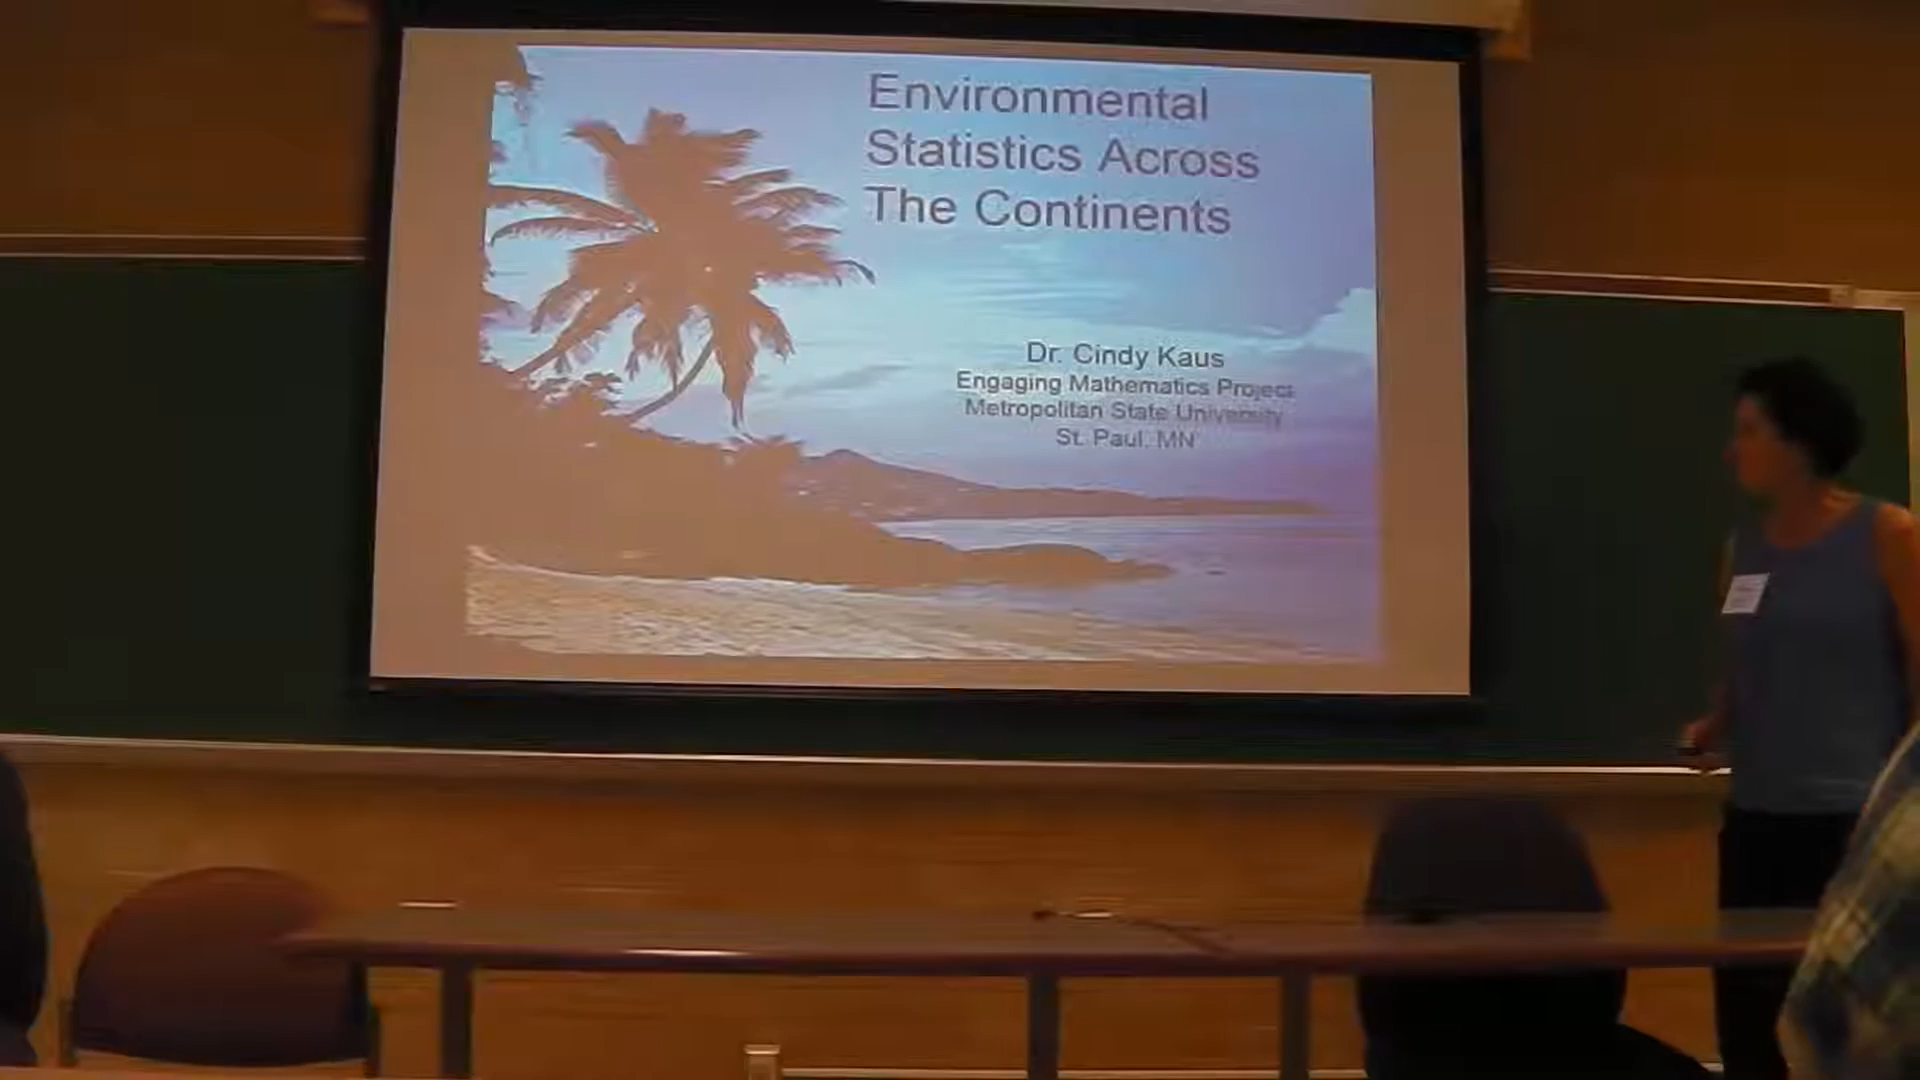 Environmental
Statistics Across
The Continents
Dr. Cindy Kaus
Engaging Mathematics Project
Metropolitan State University
St. Paul, MN